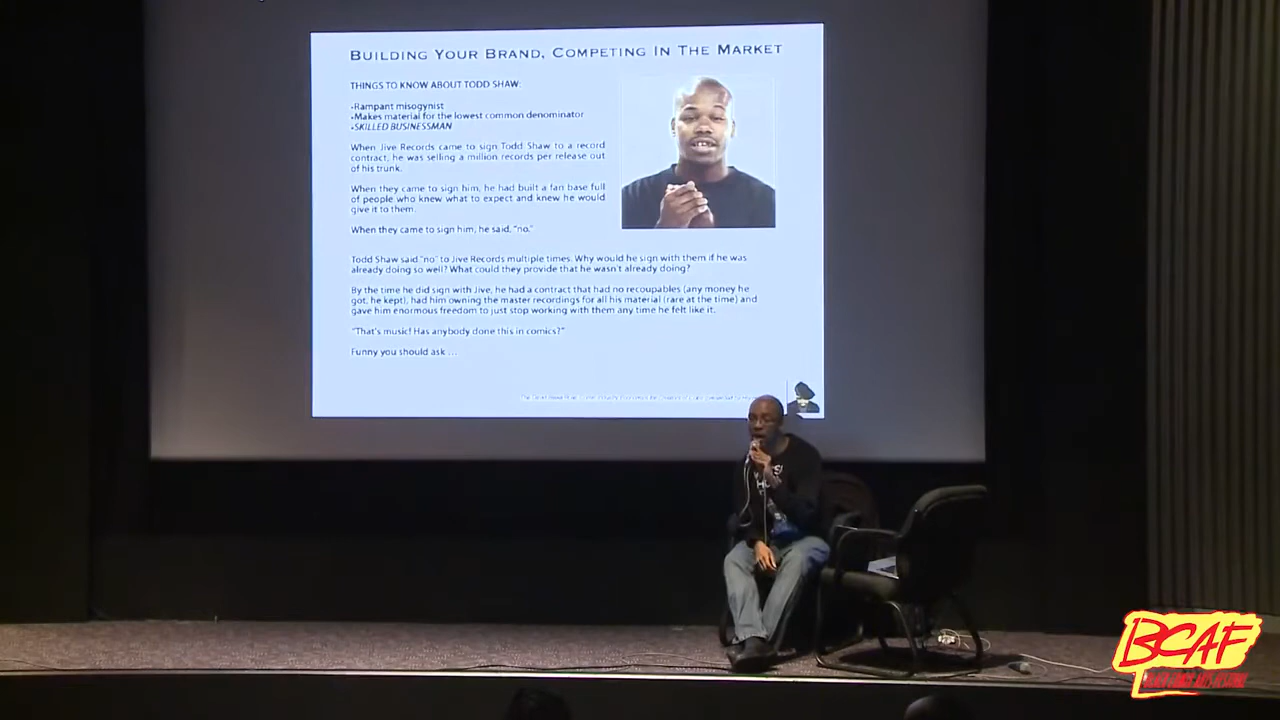 BUILDING YOUR BRAND, COMPETING IN THE MARKET
THINGS TO KNOW ABOUT TODD SHAW:
•Rampant misogynist
•Makes material for the lowest common denominator
•SKILLED BUSINESSMAN
When Jive Records came to sign Todd Shaw to a record
contract, he was selling a million records per release out
of his trunk.
When they came to sign him, he had built a fan base full
of people who knew what to expect and knew he would
give it to them.
When they came to sign him, he said, "no."
Todd Shaw said "no" to Jive Records multiple times. Why would he sign with them if he was
already doing so well? What could they provide that he wasn't already doing?
By the time he did sign with Jive, he had a contract that had no recoupables (any money he
got, he kept), had him owning the master recordings for all his material (rare at the time) and
gave him enormous freedom to just stop working with them any time he felt like it.
"That's music! Has anybody done this in comics?"
Funny you should ask ...
BCAF
BLACK COMIX ARTS FESTIVAL